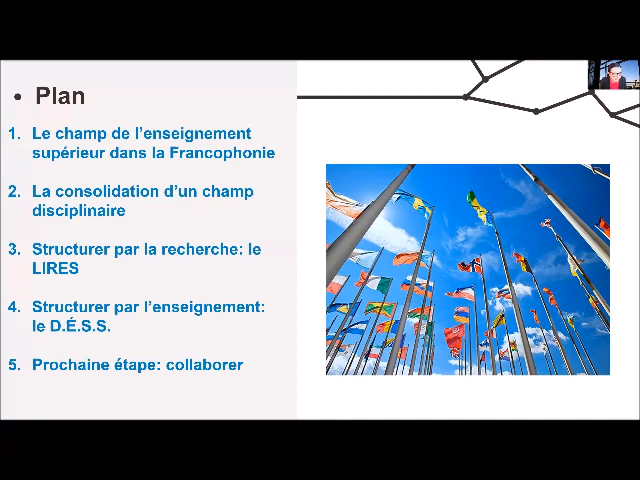 • Plan
1. Le champ de l'enseignement
supérieur dans la Francophonie
2. La consolidation d'un champ
disciplinaire
3. Structurer par la recherche: le
LIRES
4. Structurer par l'enseignement:
le D.É.S.S.
5. Prochaine étape: collaborer